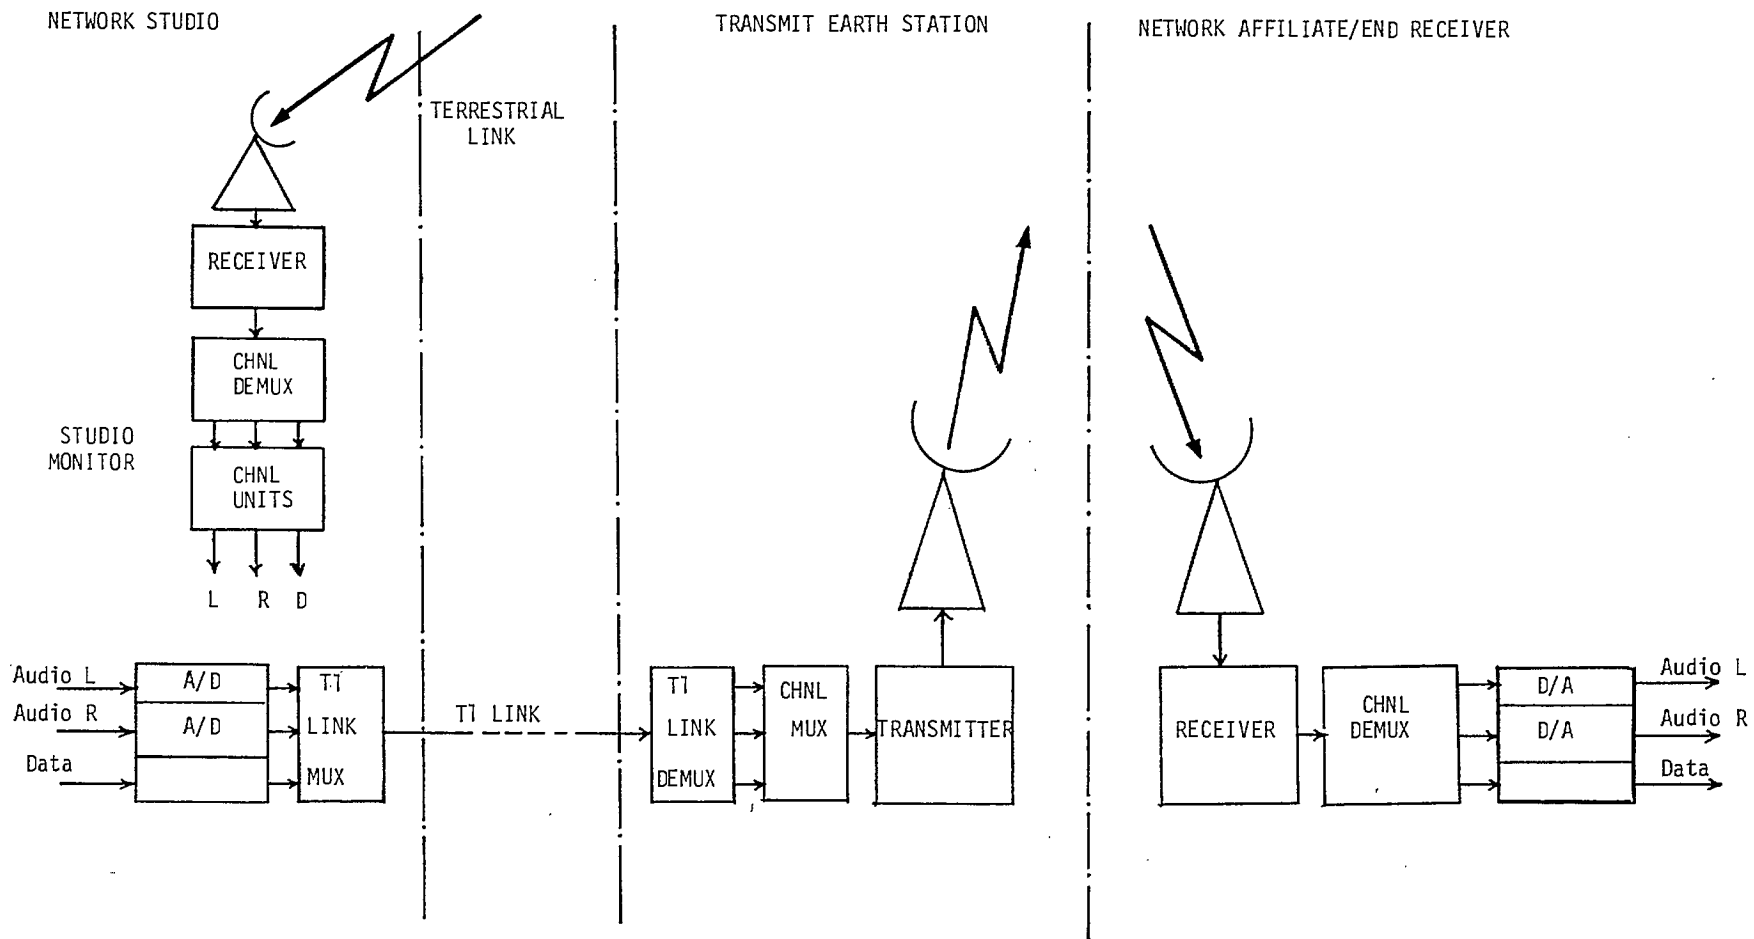 NETWORK STUDIO
TERRESTRIAL
LINK
RECEIVER
CHNL
DEMUX
STUDIO
MONITOR
CHNL
UNITS
L R D
Audio L
Audio R
Data
A/D
A/D
T1
LINK
MUX
T1 LINK
TRANSMIT EARTH STATION
T1
LINK
DEMUX
CHNL
MUX
TRANSMITTER
NETWORK AFFILIATE/END RECEIVER
RECEIVER
CHNL
DEMUX
D/A
D/A
Audio L
Audio R
Data